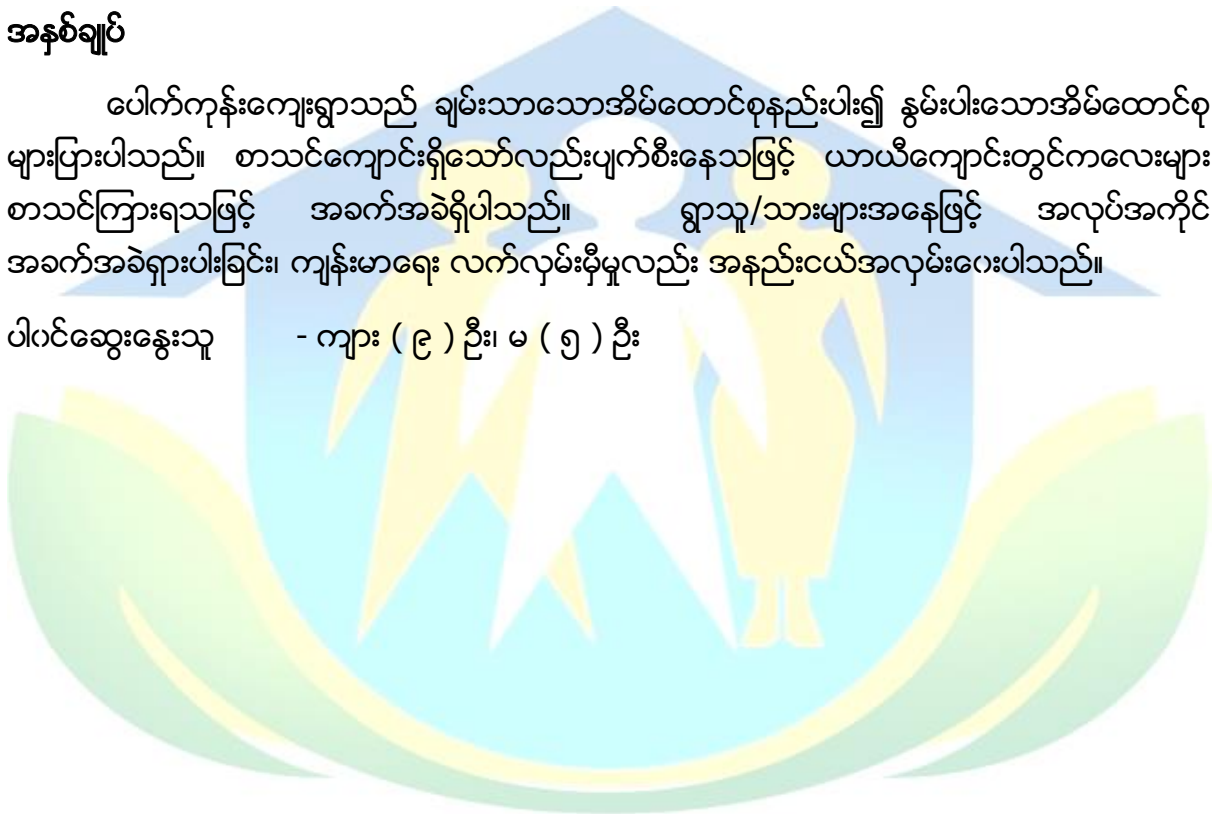 အနှစ်ချုပ်
ပေါက်ကုန်းကျေးရွာသည် ချမ်းသာသောအိမ်ထောင်စုနည်းပါး၍ နွမ်းပါးသောအိမ်ထောင်စု
များပြားပါသည်။ စာသင်ကျောင်းရှိသော်လည်းပျက်စီးနေသဖြင့် ယာယီကျောင်းတွင်ကလေးများ
စာသင်ကြားရသဖြင့် အခက်အခဲရှိပါသည်။ ရွာသူ/သားများအနေဖြင့် အလုပ်အကိုင်
အခက်အခဲရှားပါးခြင်း၊ ကျန်းမာရေး လက်လှမ်းမှီမှုလည်း အနည်းငယ်အလှမ်းဝေးပါသည်။
ပါဝင်ဆွေးနွေးသူ - ကျား ( ၉ ) ဦး၊ မ ( ၅ ) ဦး